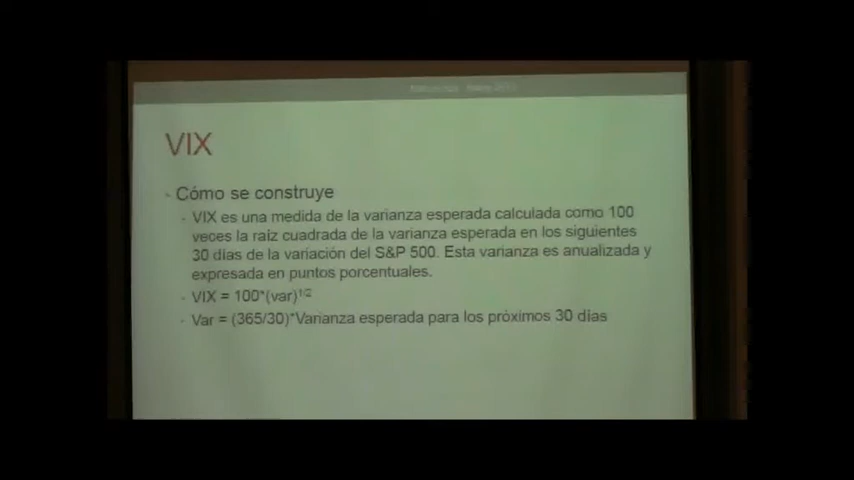 VIX
Cómo se construye
VIX es una medida de la varianza esperada calculada como 100
veces la raíz cuadrada de la varianza esperada en los siguientes
30 días de la variación del S&P 500. Esta varianza es anualizada y
expresada en puntos porcentuales.
VIX = 100*(var)^1/2
Var = (365/30)*Varianza esperada para los próximos 30 días